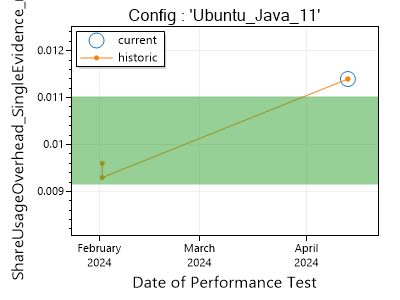 Config : 'Ubuntu_Java_11'
current
historic
0.012
0.011
0.01
0.009
ShareUsageOverhead_SingleEvidence_
February
2024
March
2024
April
2024
Date of Performance Test